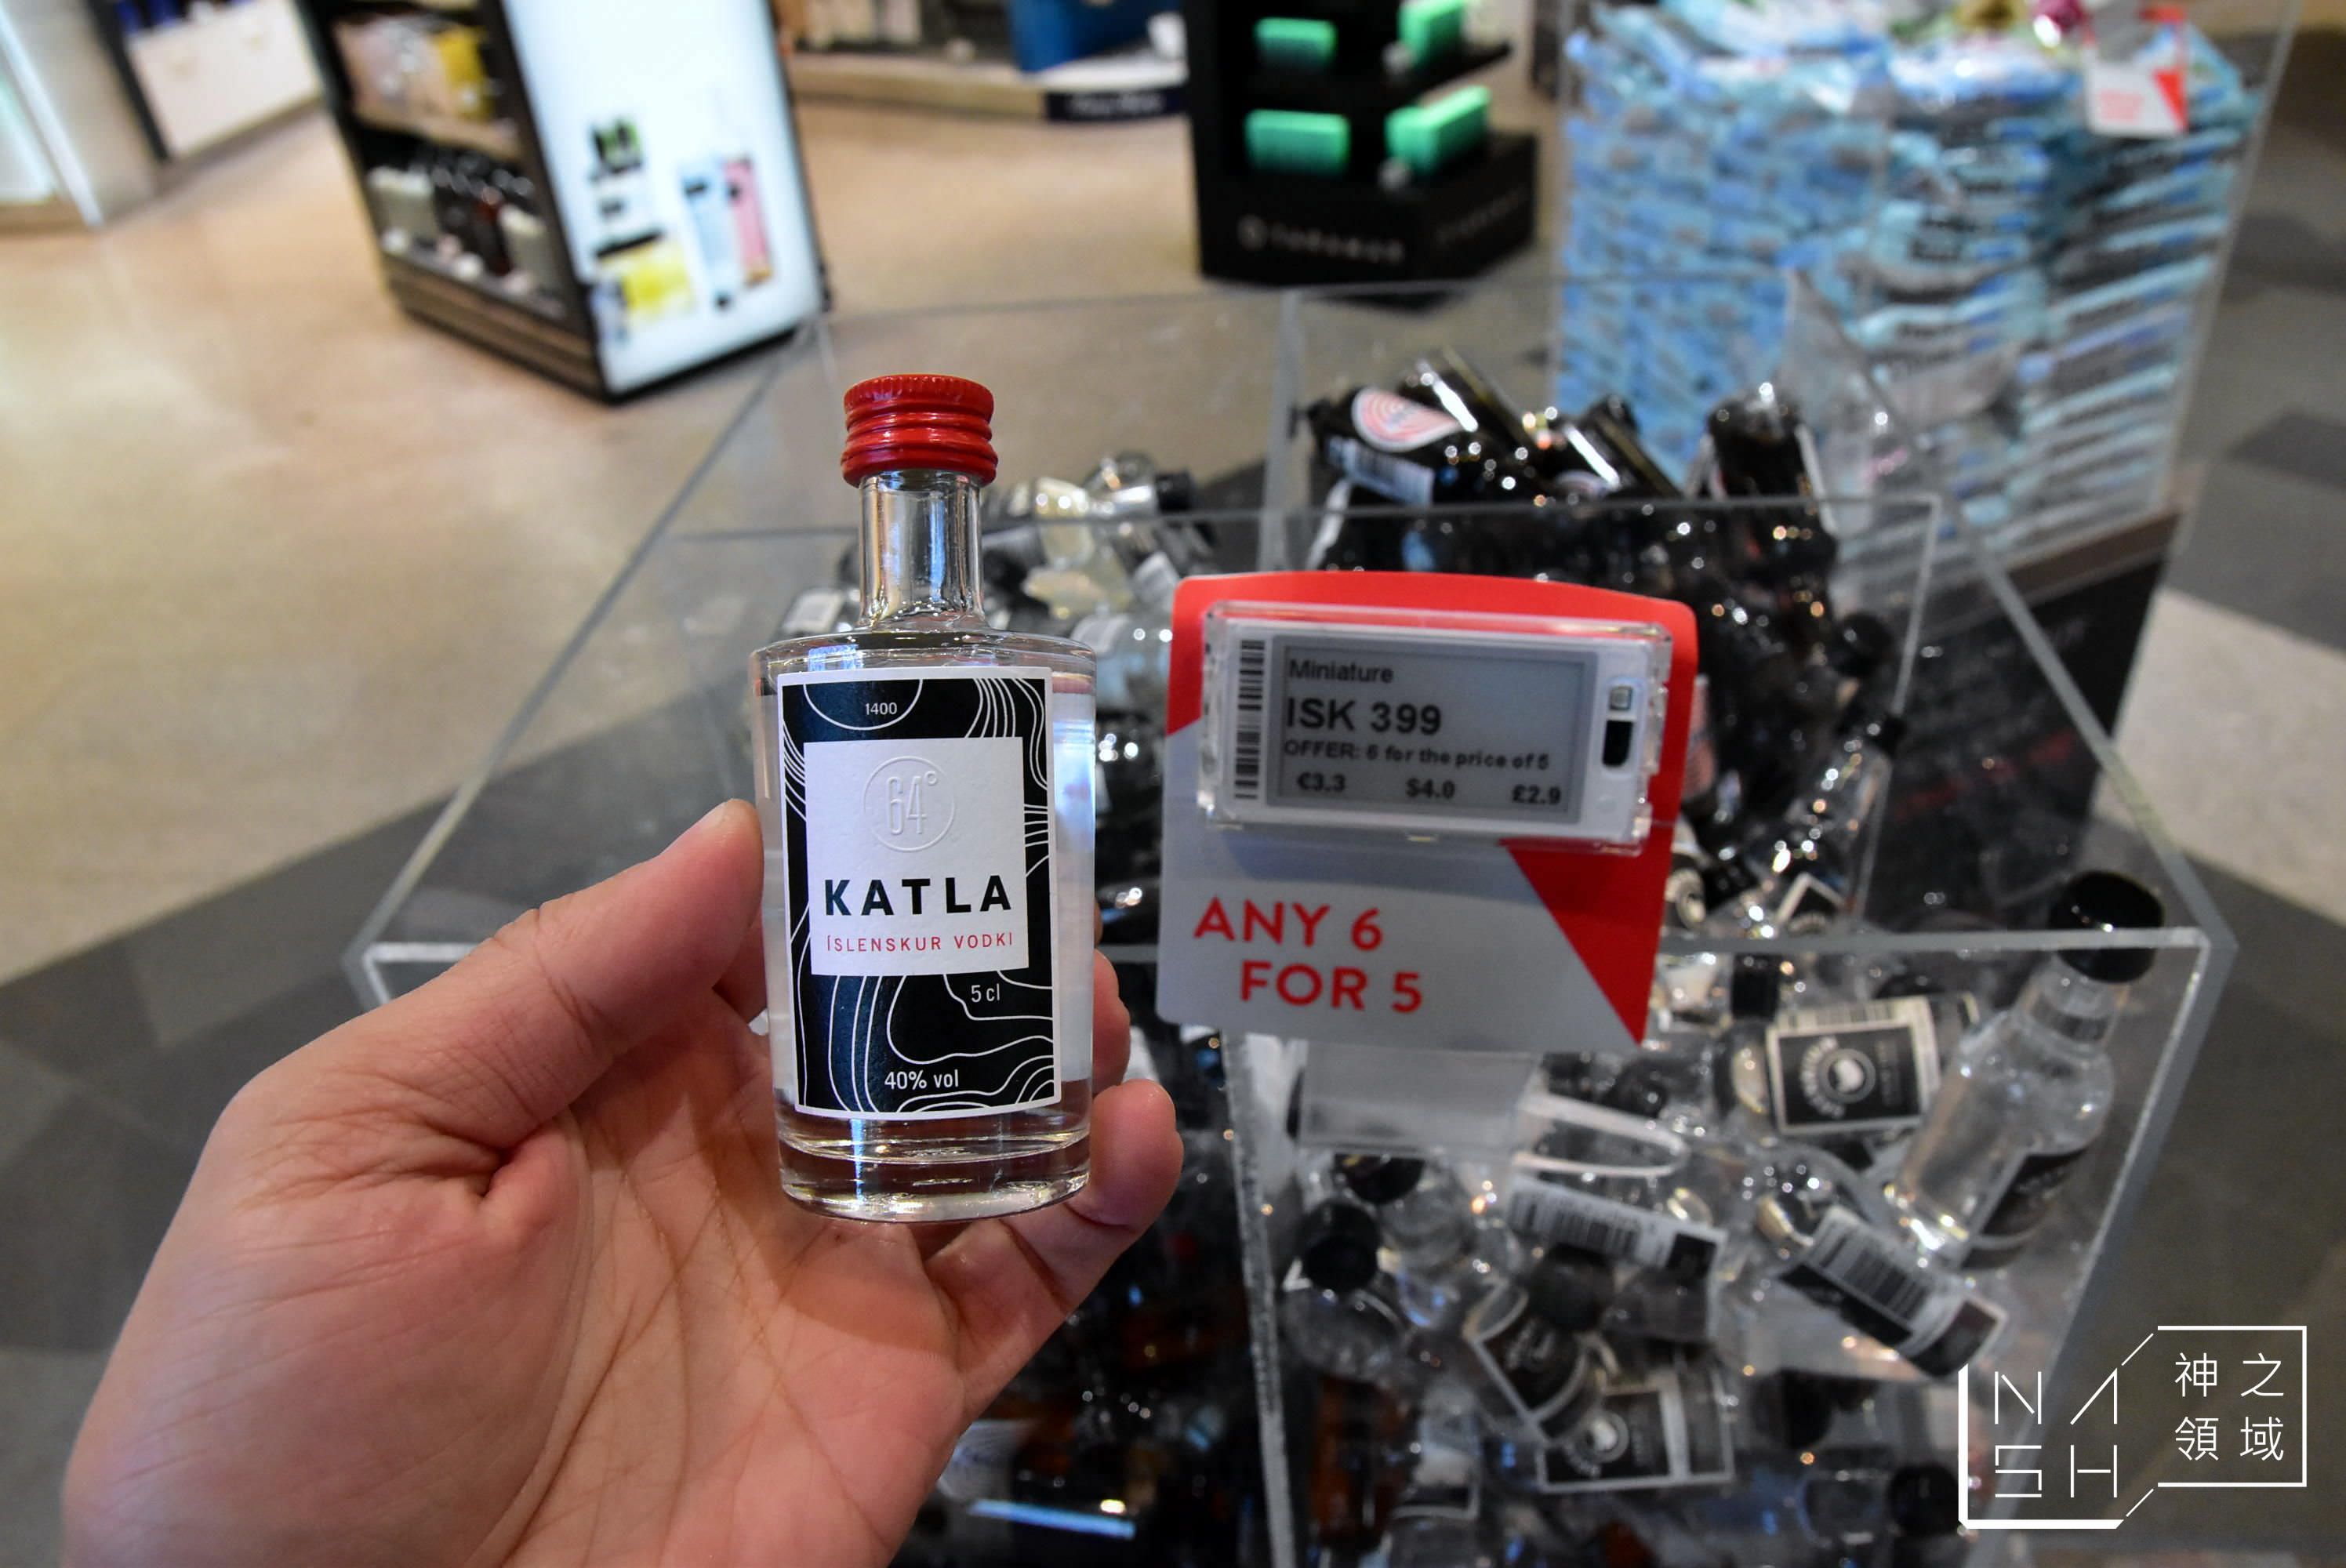 1400
64°
KATLA
ÍSLENSKUR VODKI
5 cl
40% vol
Miniature
ISK 399
OFFER: 6 for the price of 5
€3.3 $4.0 £2.9
ANY 6
FOR 5
NASH
神之
領域